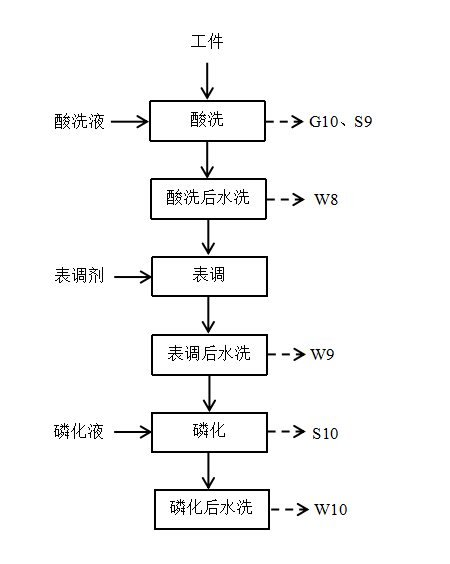 工件
酸洗液
酸洗
G10、S9
酸洗后水洗
W8
表调剂
表调
表调后水洗
W9
磷化液
磷化
S10
磷化后水洗
W10